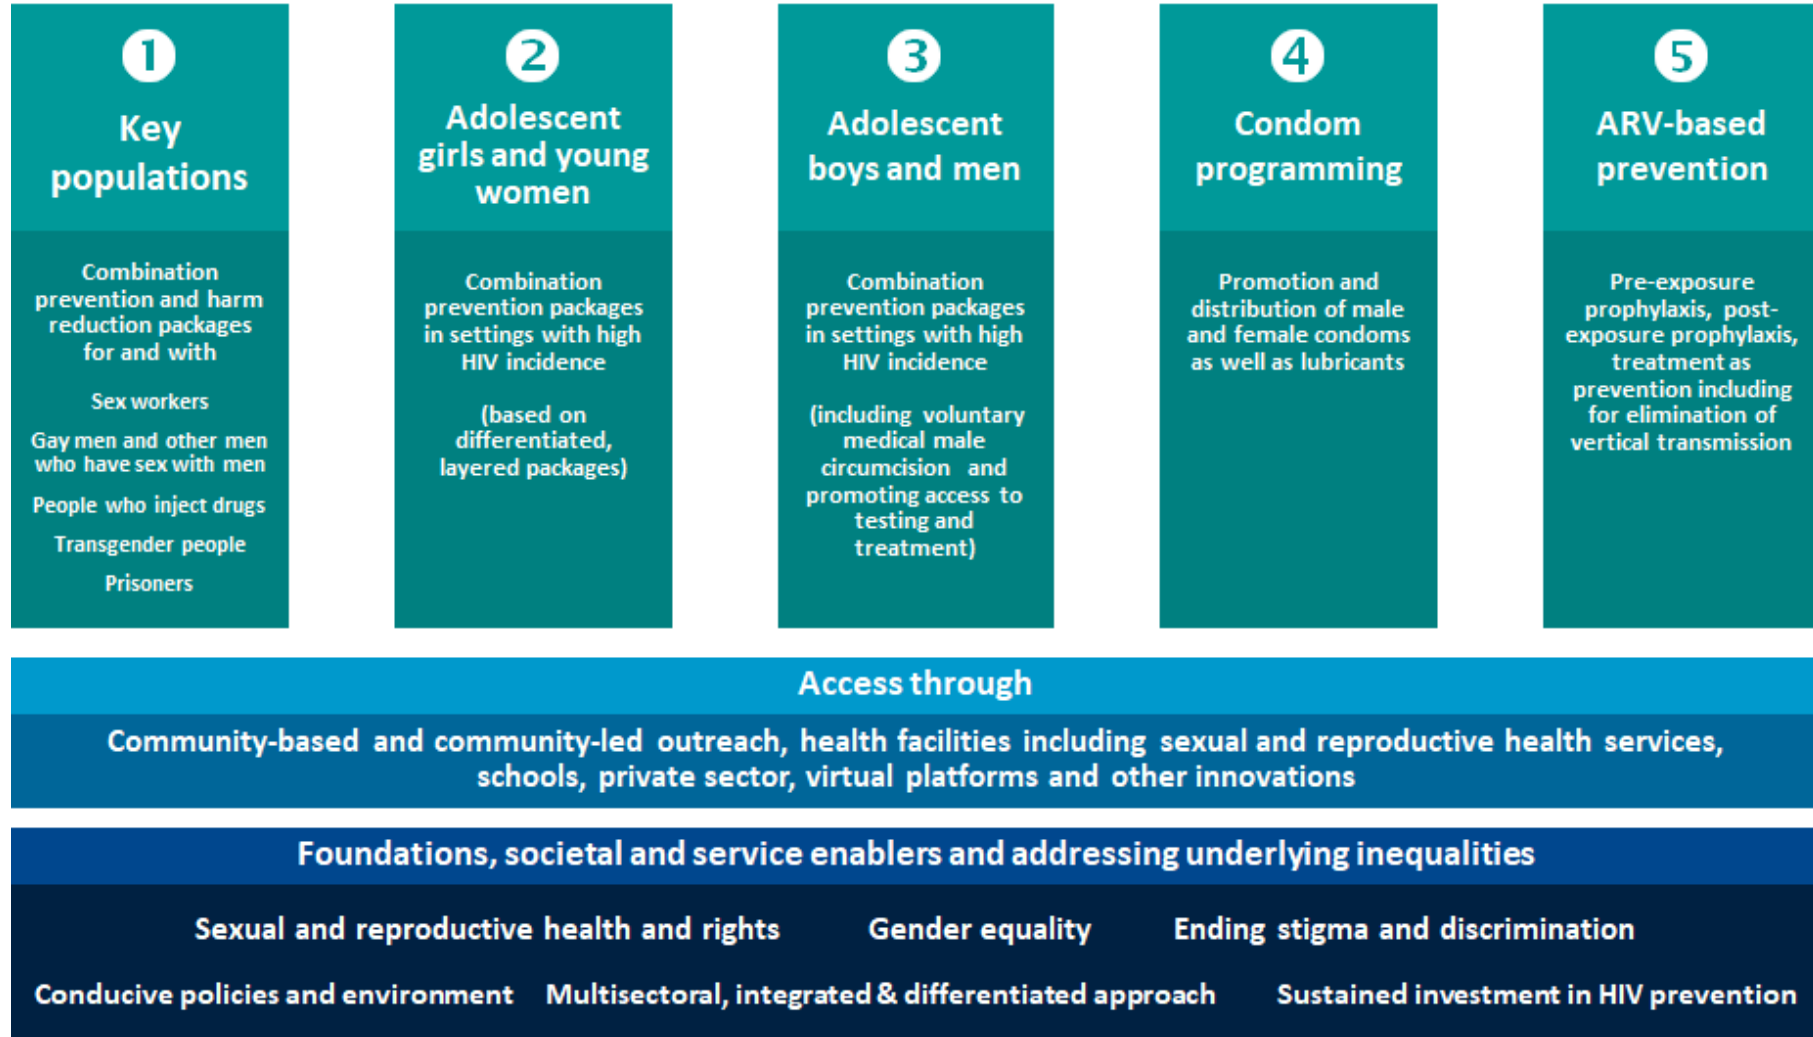 1
Key
populations
Combination
prevention and harm
reduction packages
for and with
Sex workers
Gay men and other men
who have sex with men
People who inject drugs
Transgender people
Prisoners
2
Adolescent
girls and young
women
Combination
prevention packages
in settings with high
HIV incidence
(based on
differentiated,
layered packages)
3
Adolescent
boys and men
Combination
prevention packages
in settings with high
HIV incidence
(including voluntary
medical male
circumcision and
promoting access to
testing and
treatment)
4
Condom
programming
Promotion and
distribution of male
and female condoms
as well as lubricants
5
ARV-based
prevention
Pre-exposure
prophylaxis, post-
exposure prophylaxis,
treatment as
prevention including
for elimination of
vertical transmission
Access through
Community-based and community-led outreach, health facilities including sexual and reproductive health services,
schools, private sector, virtual platforms and other innovations
Foundations, societal and service enablers and addressing underlying inequalities
Sexual and reproductive health and rights Gender equality Ending stigma and discrimination
Conducive policies and environment Multisectoral, integrated & differentiated approach Sustained investment in HIV prevention